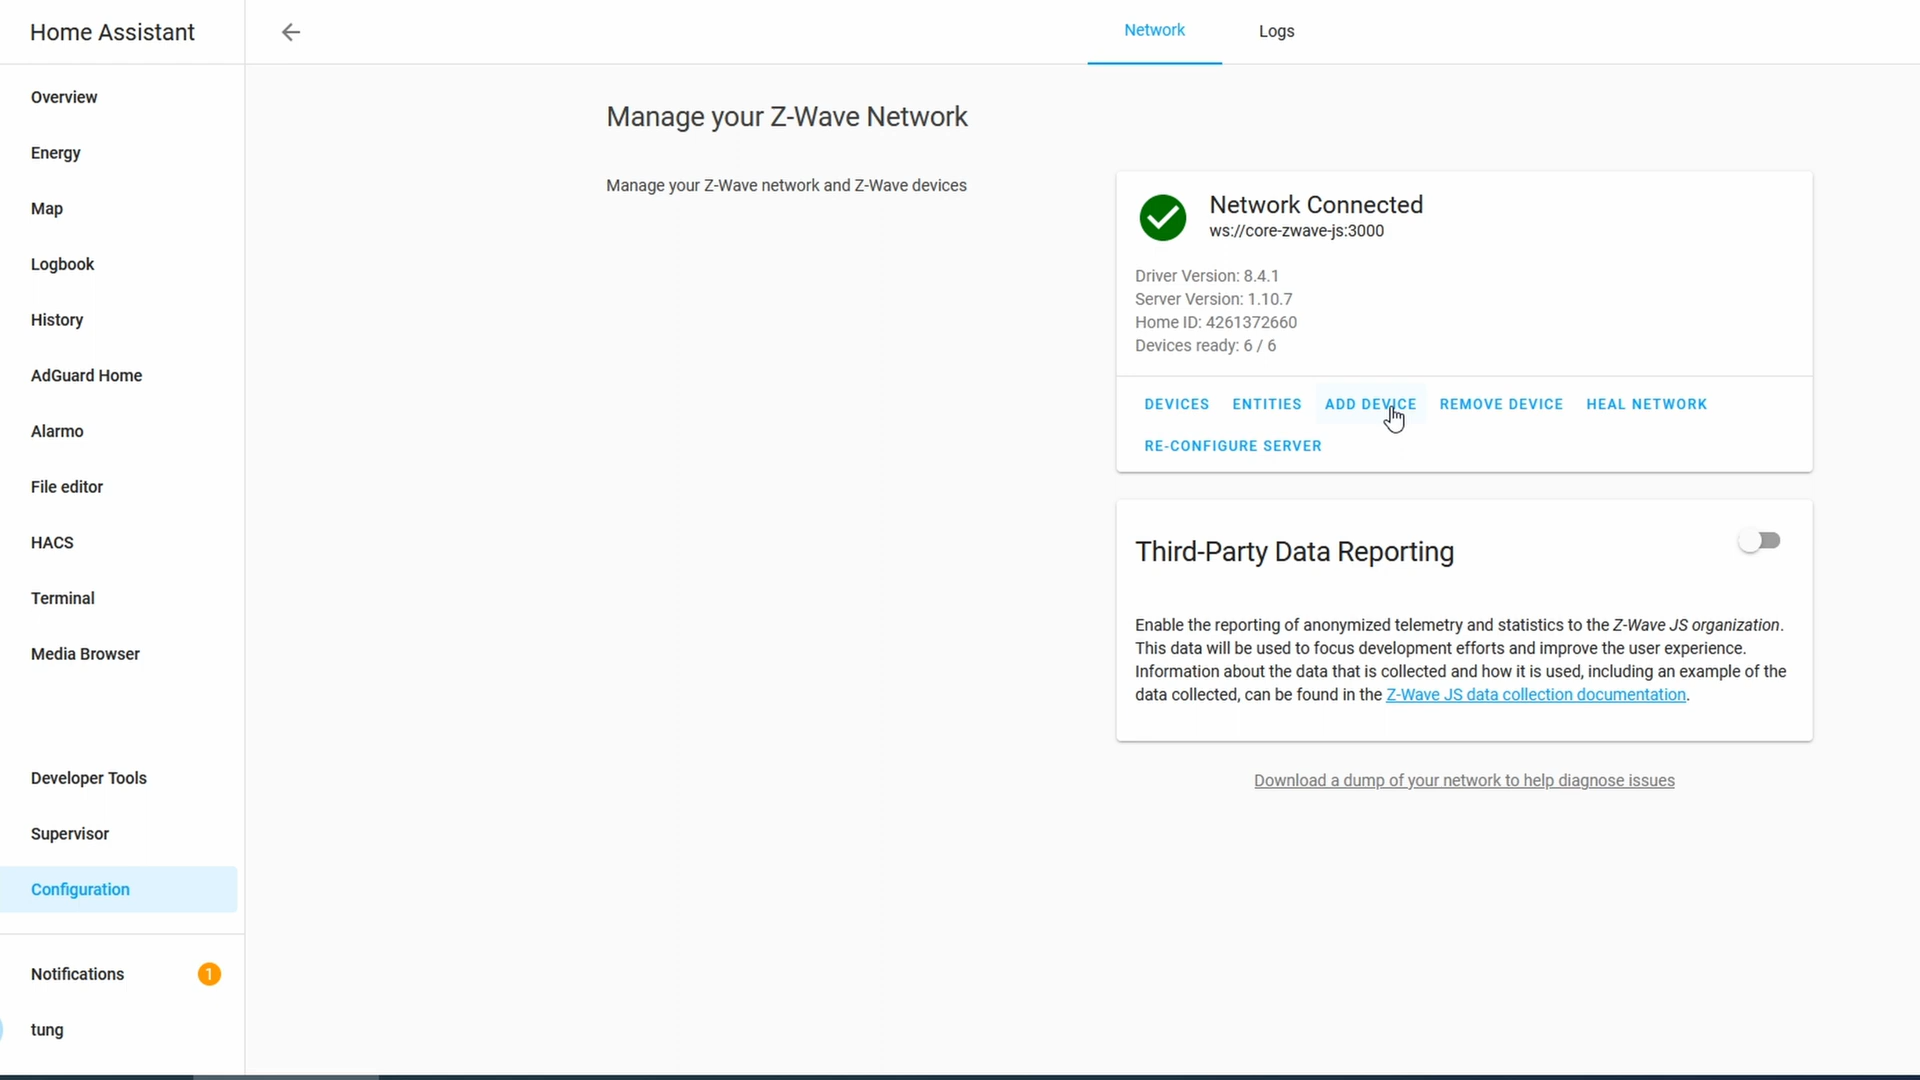 Home Assistant
Network
Logs
Overview
Energy
Map
Logbook
History
AdGuard Home
Alarmo
File editor
HACS
Terminal
Media Browser
Developer Tools
Supervisor
Configuration
Notifications
1
tung
Manage your Z-Wave Network
Manage your Z-Wave network and Z-Wave devices
Network Connected
ws://core-zwave-js:3000
Driver Version: 8.4.1
Server Version: 1.10.7
Home ID: 4261372660
Devices ready: 6 / 6
DEVICES ENTITIES ADD DEVICE REMOVE DEVICE HEAL NETWORK
RE-CONFIGURE SERVER
Third-Party Data Reporting
Enable the reporting of anonymized telemetry and statistics to the Z-Wave JS organization.
This data will be used to focus development efforts and improve the user experience.
Information about the data that is collected and how it is used, including an example of the
data collected, can be found in the Z-Wave JS data collection documentation.
Download a dump of your network to help diagnose issues